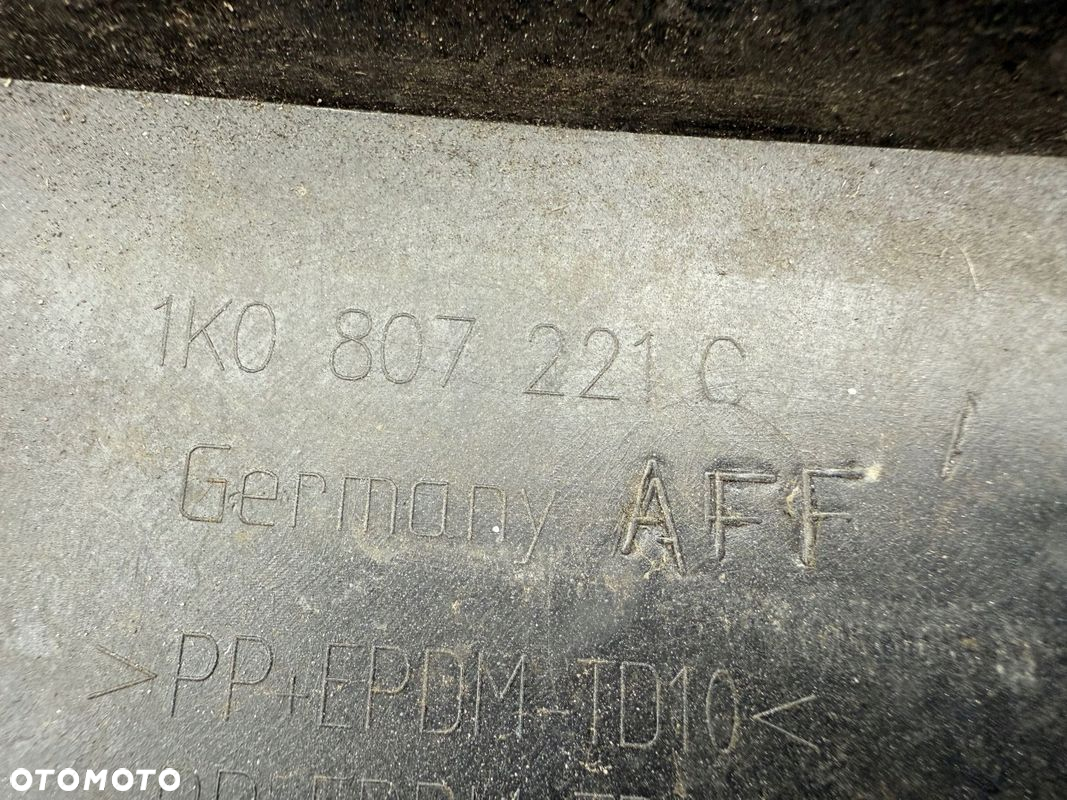 1K0 807 221 C
Germany AFF
>PP+EPDM-TD10<
OTOMOTO